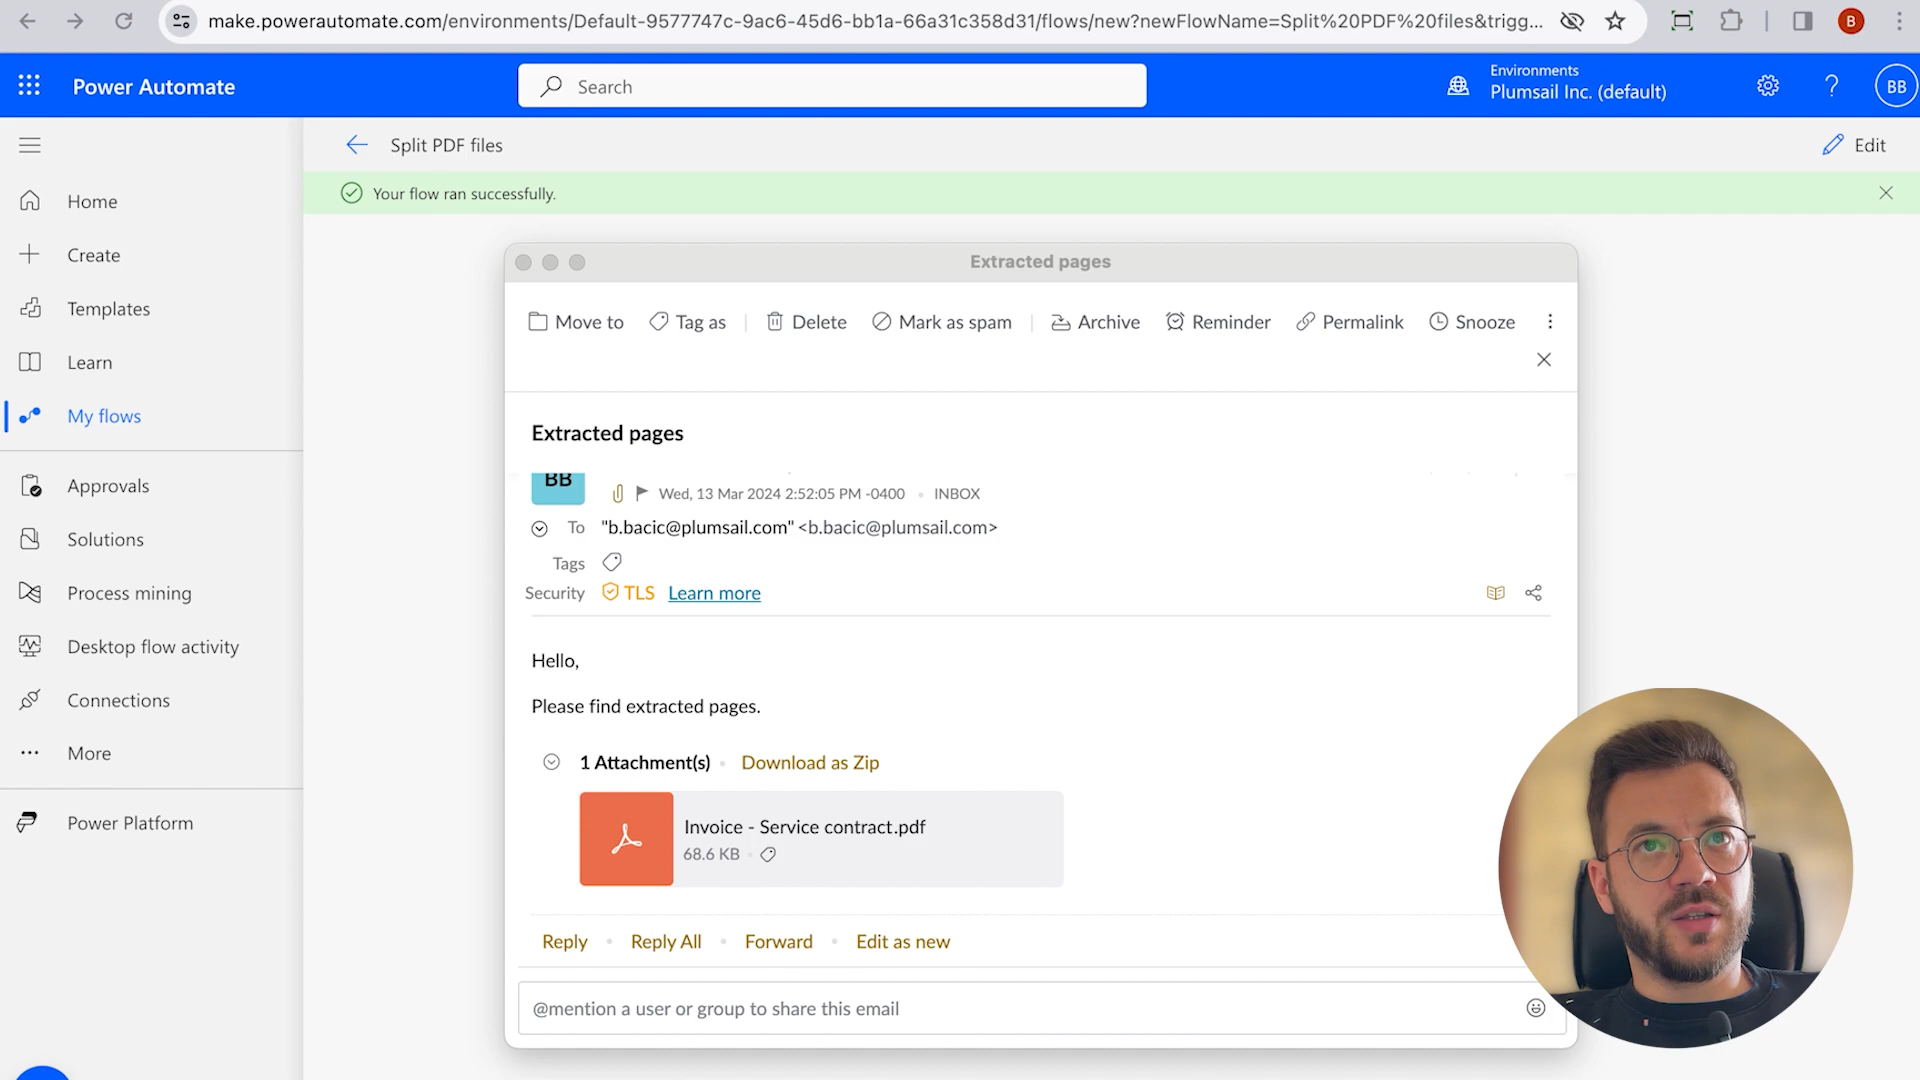 make.powerautomate.com/environments/Default-9577747c-9ac6-45d6-bb1a-66a31c358d31/flows/new?newFlowName=Split%20PDF%20files&trigg...
B
Power Automate
Search
Environments
Plumsail Inc. (default)
?
BB
Split PDF files
Edit
Your flow ran successfully.
Home
Create
Templates
Learn
My flows
Approvals
Solutions
Process mining
Desktop flow activity
Connections
More
Power Platform
Extracted pages
Move to
Tag as
Delete
Mark as spam
Archive
Reminder
Permalink
Snooze
Extracted pages
BB
Wed, 13 Mar 2024 2:52:05 PM -0400 • INBOX
To "b.bacic@plumsail.com" <b.bacic@plumsail.com>
Tags
Security TLS Learn more
Hello,
Please find extracted pages.
1 Attachment(s) • Download as Zip
Invoice - Service contract.pdf
68.6 KB
Reply • Reply All • Forward • Edit as new
@mention a user or group to share this email